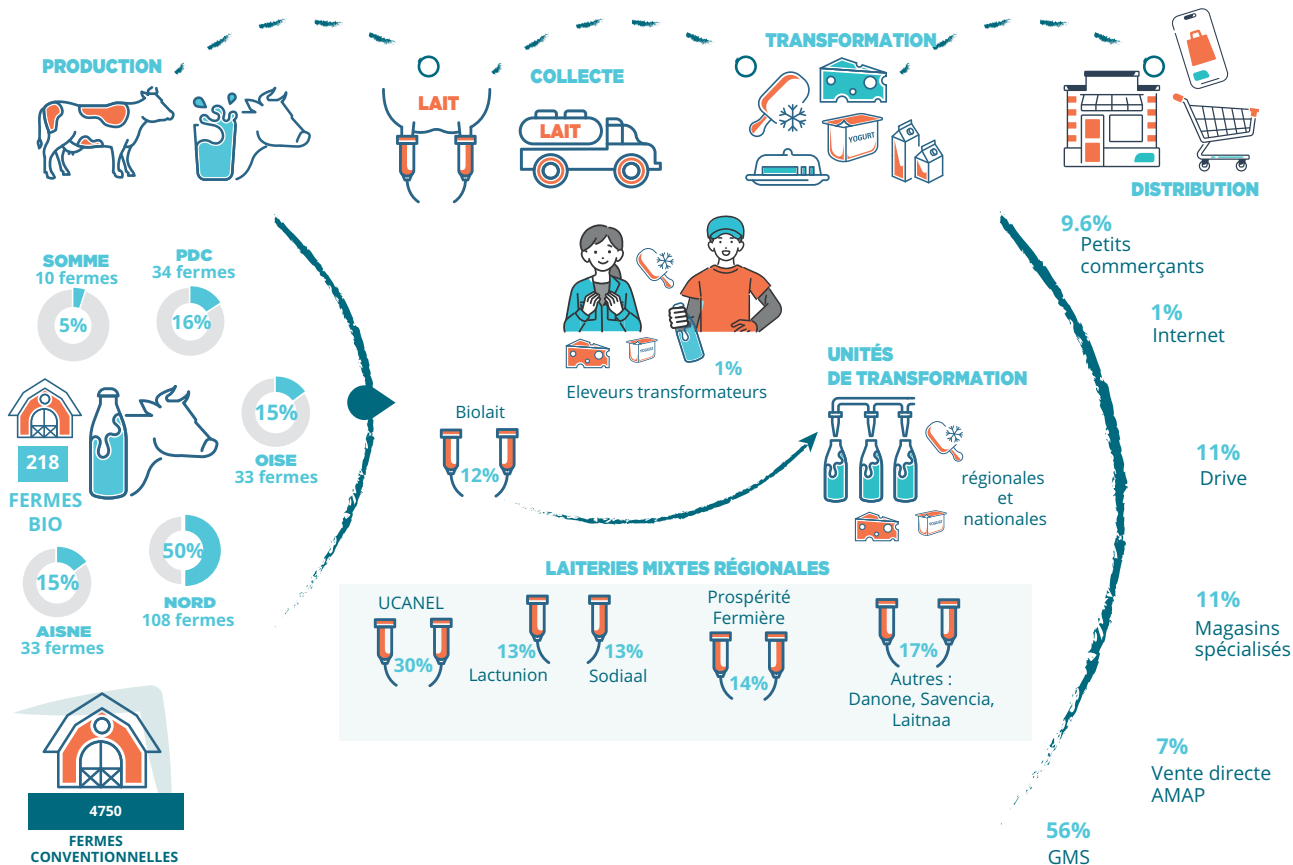 PRODUCTION
LAIT
COLLECTE
LAIT
TRANSFORMATION
YOGURT
DISTRIBUTION
SOMME
10 fermes
5%
PDC
34 fermes
16%
15%
OISE
33 fermes
218
FERMES
BIO
15%
AISNE
33 fermes
50%
NORD
108 fermes
4750
FERMES
CONVENTIONNELLES
YOGURT
1%
Eleveurs transformateurs
Biolait
12%
UNITÉS
DE TRANSFORMATION
régionales
et
nationales
YOGURT
LAITERIES MIXTES RÉGIONALES
UCANEL
30%
13%
Lactunion
13%
Sodiaal
Prospérité
Fermière
14%
17%
Autres :
Danone, Savencia,
Laitnaa
9.6%
Petits
commerçants
1%
Internet
11%
Drive
11%
Magasins
spécialisés
7%
Vente directe
AMAP
56%
GMS